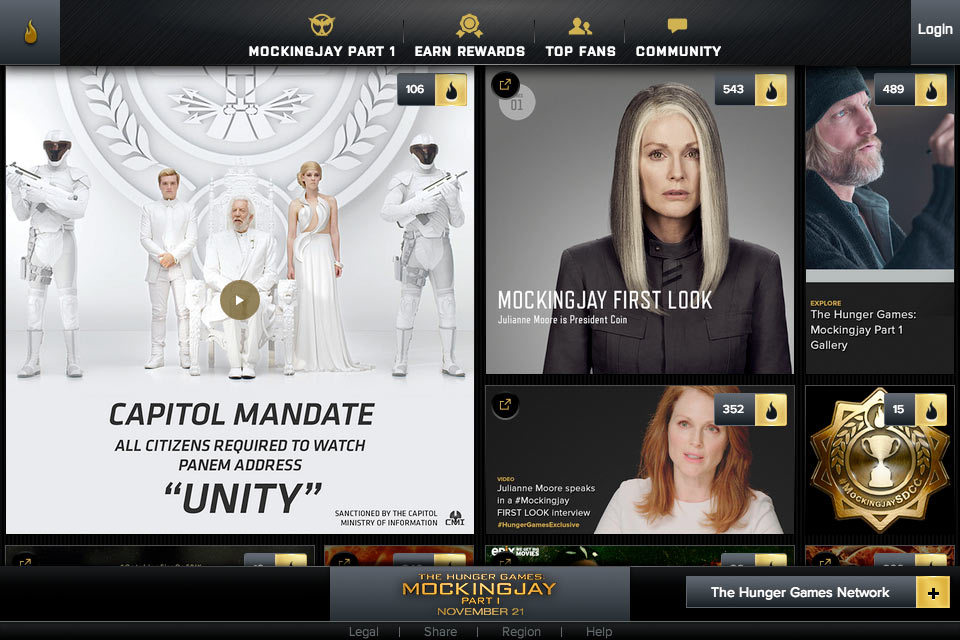 MOCKINGJAY PART 1
EARN REWARDS
TOP FANS
COMMUNITY
Login
106
CAPITOL MANDATE
ALL CITIZENS REQUIRED TO WATCH
PANEM ADDRESS
“UNITY”
SANCTIONED BY THE CAPITOL
MINISTRY OF INFORMATION
543
01
MOCKINGJAY FIRST LOOK
Julianne Moore is President Coin
489
EXPLORE
The Hunger Games:
Mockingjay Part 1
Gallery
352
VIDEO
Julianne Moore speaks
in a #Mockingjay
FIRST LOOK interview
#HungerGamesExclusive
15
#MOCKINGJAYSDCC
epix
MOVIES
THE HUNGER GAMES:
MOCKINGJAY
PART 1
NOVEMBER 21
The Hunger Games Network
Legal
Share
Region
Help